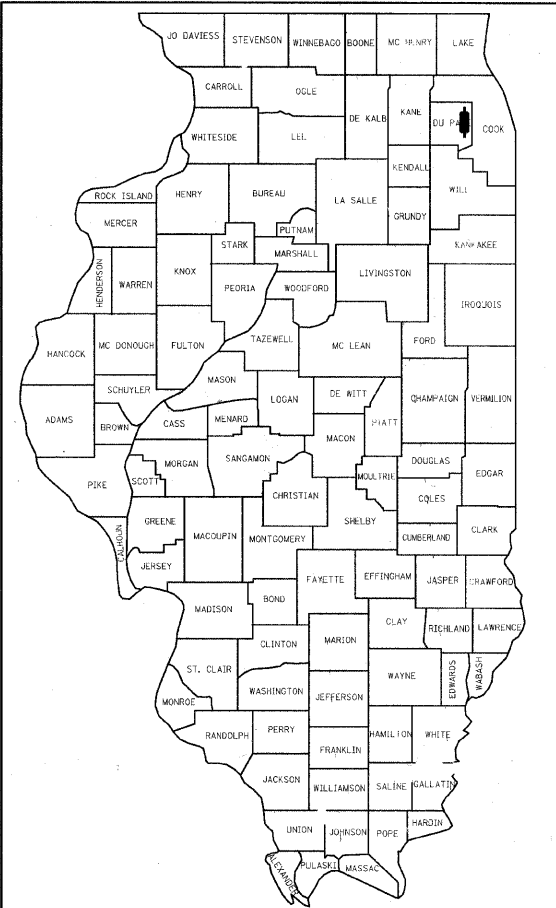 JO DAVIESS STEVENSON WINNEBAGO BOONE MC HENRY LAKE
CARROLL OGLE
DE KALB KANE DU PAGE COOK
WHITESIDE LEE
KENDALL WILL
ROCK ISLAND HENRY BUREAU LA SALLE
MERCER GRUNDY
PUTNAM
STARK MARSHALL KANKAKEE
HENDERSON WARREN KNOX PEORIA WOODFORD LIVINGSTON
IROQUOIS
HANCOCK MC DONOUGH FULTON TAZEWELL MC LEAN FORD
SCHUYLER MASON
ADAMS BROWN CASS MENARD LOGAN DE WITT PIATT CHAMPAIGN VERMILION
MACON
PIKE SCOTT MORGAN SANGAMON CHRISTIAN MOULTRIE DOUGLAS EDGAR
COLES
CALHOUN GREENE MACOUPIN MONTGOMERY SHELBY CUMBERLAND CLARK
JERSEY
FAYETTE EFFINGHAM JASPER CRAWFORD
MADISON BOND
CLAY RICHLAND LAWRENCE
CLINTON MARION
ST. CLAIR WAYNE EDWARDS WABASH
MONROE WASHINGTON JEFFERSON
RANDOLPH PERRY HAMILTON WHITE
FRANKLIN
JACKSON WILLIAMSON SALINE GALLATIN
HARDIN
UNION JOHNSON POPE
ALEXANDER PULASKI MASSAC